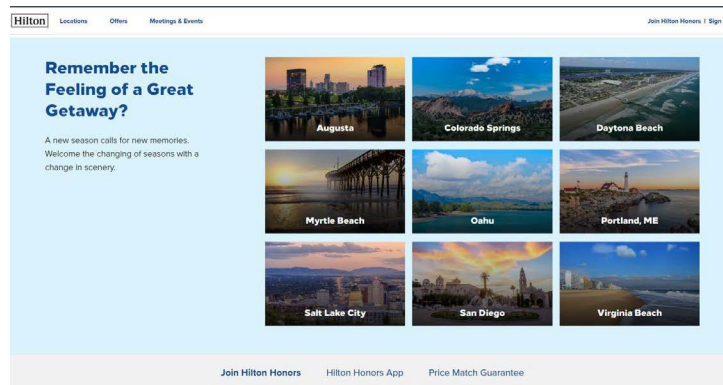 Hilton
Locations
Offers
Meetings & Events
Join Hilton Honors | Sign
Remember the
Feeling of a Great
Getaway?
A new season calls for new memories.
Welcome the changing of seasons with a
change in scenery.
Augusta
Colorado Springs
Daytona Beach
Myrtle Beach
Oahu
Portland, ME
Salt Lake City
San Diego
Virginia Beach
Join Hilton Honors
Hilton Honors App
Price Match Guarantee